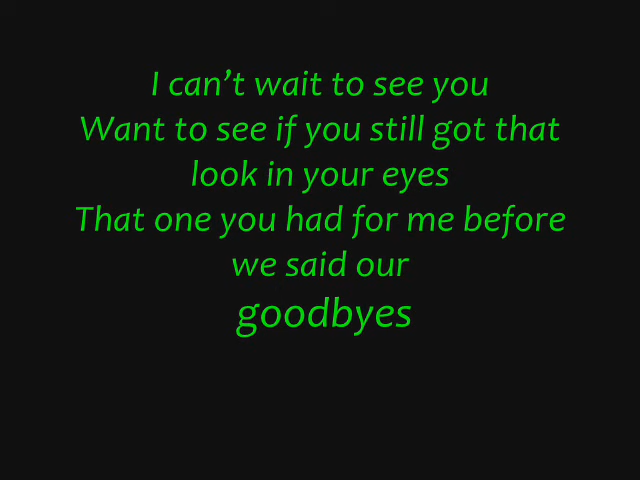 I can’t wait to see you
Want to see if you still got that
look in your eyes
That one you had for me before
we said our
goodbyes